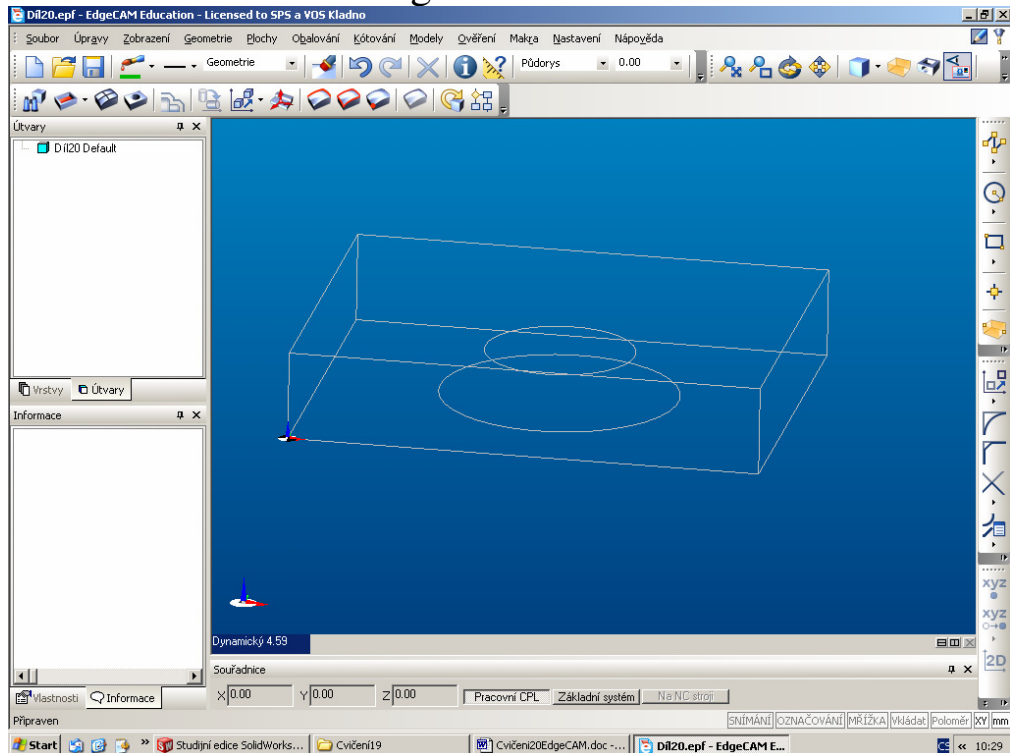 Díl20.epf - EdgeCAM Education - Licensed to SPS a VOS Kladno
Soubor Úpravy Zobrazení Geometrie Plochy Obalování Kótování Modely Ověření Makra Nastavení Nápověda
Geometrie Půdorys 0.00
Útvary
Díl20 Default
Vrstvy Útvary
Informace
Dynamický 4.59
Souřadnice
X 0.00 Y 0.00 Z 0.00 Pracovní CPL Základní systém Na NC stroji
Vlastnosti Informace
xyz
xyz
2D
Připraven SNÍMÁNÍ OZNAČOVÁNÍ MŘÍŽKA Vkládat Poloměr XY mm
Start Studijní edice SolidWorks... Cvičení19 Cvičeni20EdgeCAM.doc -... Díl20.epf - EdgeCAM E... 10:29